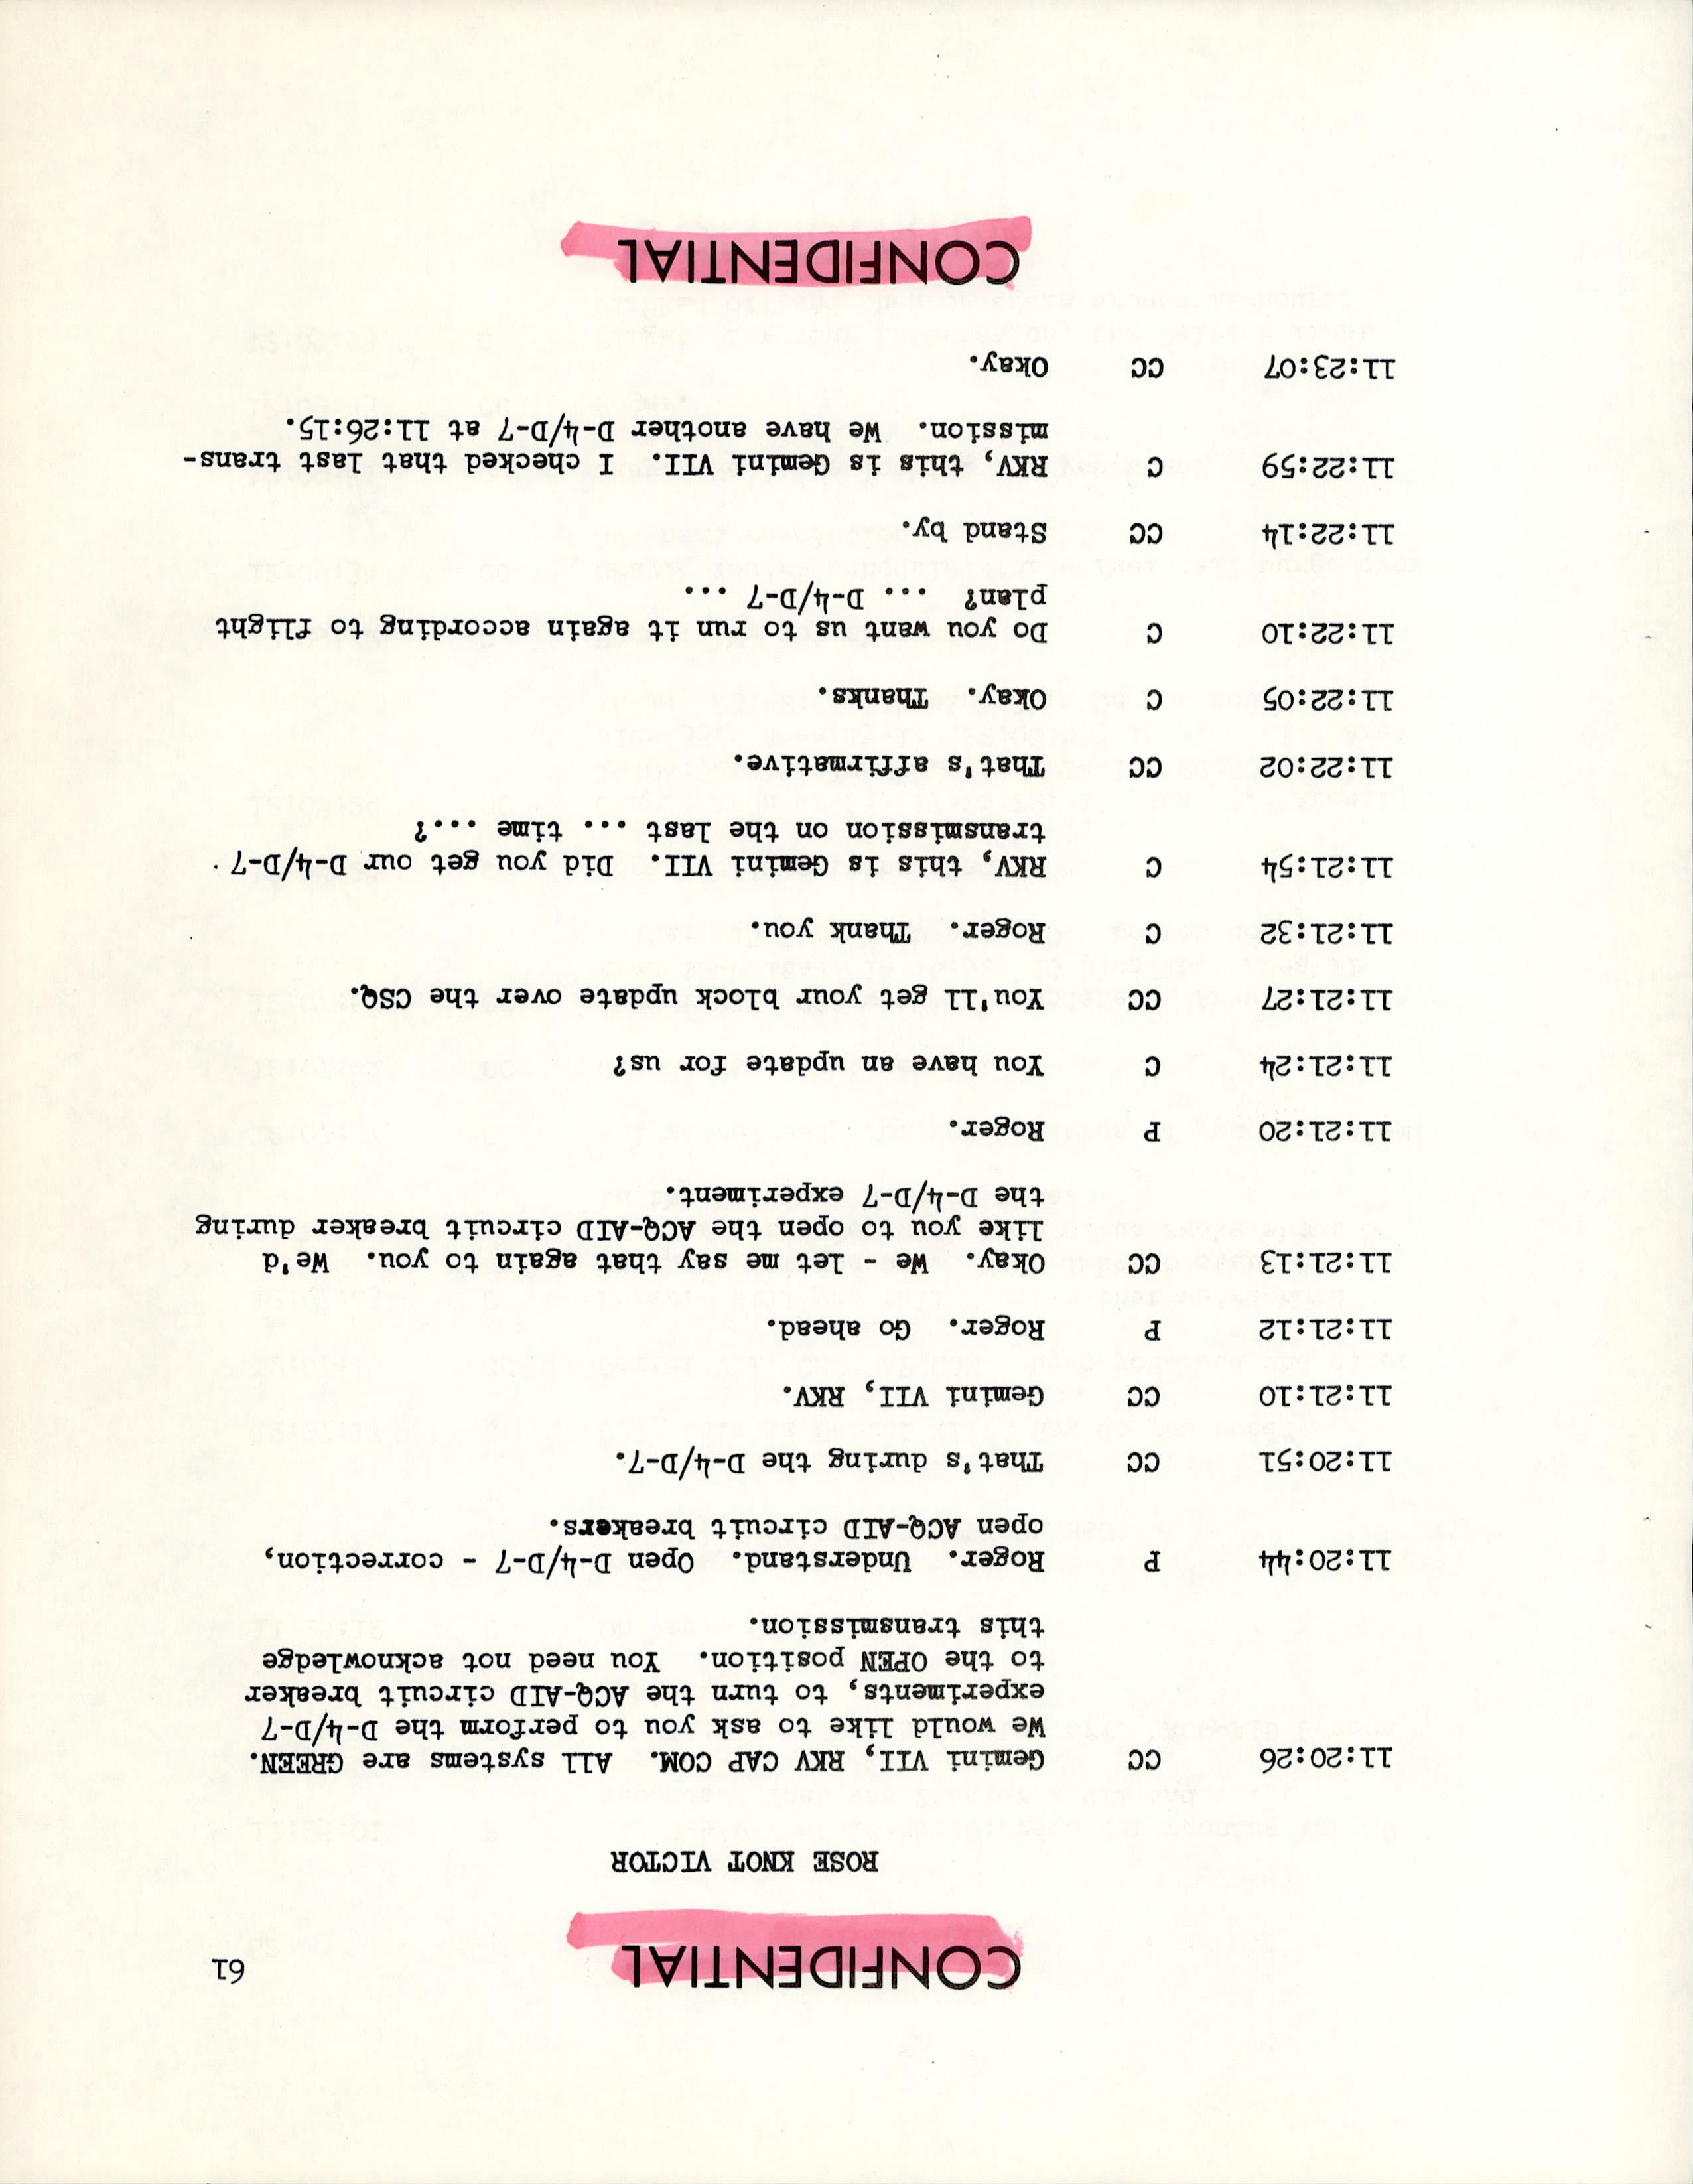 CONFIDENTIAL
61
ROSE KNOT VICTOR
11:20:26 CC Gemini VII, RKV CAP COM. All systems are GREEN.
We would like to ask you to perform the D-4/D-7
experiments, to turn the ACQ-AID circuit breaker
to the OPEN position. You need not acknowledge
this transmission.
11:20:44 P Roger. Understand. Open D-4/D-7 - correction,
open ACQ-AID circuit breakers.
11:20:51 CC That's during the D-4/D-7.
11:21:10 CC Gemini VII, RKV.
11:21:12 P Roger. Go ahead.
11:21:13 CC Okay. We - let me say that again to you. We'd
like you to open the ACQ-AID circuit breaker during
the D-4/D-7 experiment.
11:21:20 P Roger.
11:21:24 C You have an update for us?
11:21:27 CC You'll get your block update over the CSQ.
11:21:32 C Roger. Thank you.
11:21:54 C RKV, this is Gemini VII. Did you get our D-4/D-7
transmission on the last ... time ...?
11:22:02 CC That's affirmative.
11:22:05 C Okay. Thanks.
11:22:10 C Do you want us to run it again according to flight
plan? ... D-4/D-7 ...
11:22:14 CC Stand by.
11:22:59 C RKV, this is Gemini VII. I checked that last trans-
mission. We have another D-4/D-7 at 11:26:15.
11:23:07 CC Okay.
CONFIDENTIAL